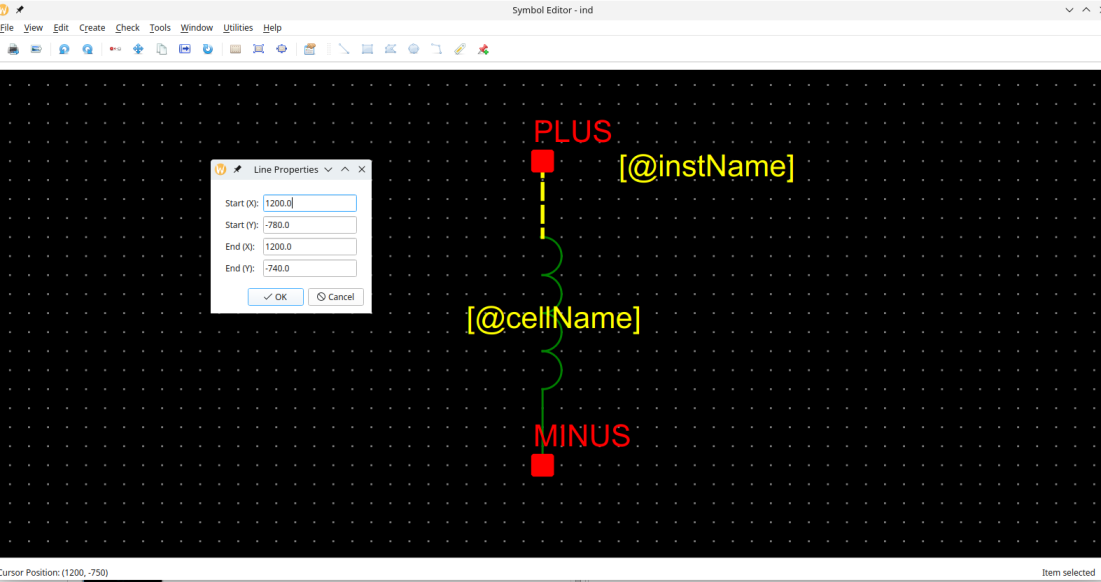 Symbol Editor - ind
File View Edit Create Check Tools Window Utilities Help
PLUS
[@instName]
Line Properties
Start (X): 1200.0
Start (Y): -780.0
End (X): 1200.0
End (Y): -740.0
OK Cancel
[@cellName]
MINUS
Cursor Position: (1200, -750) Item selected